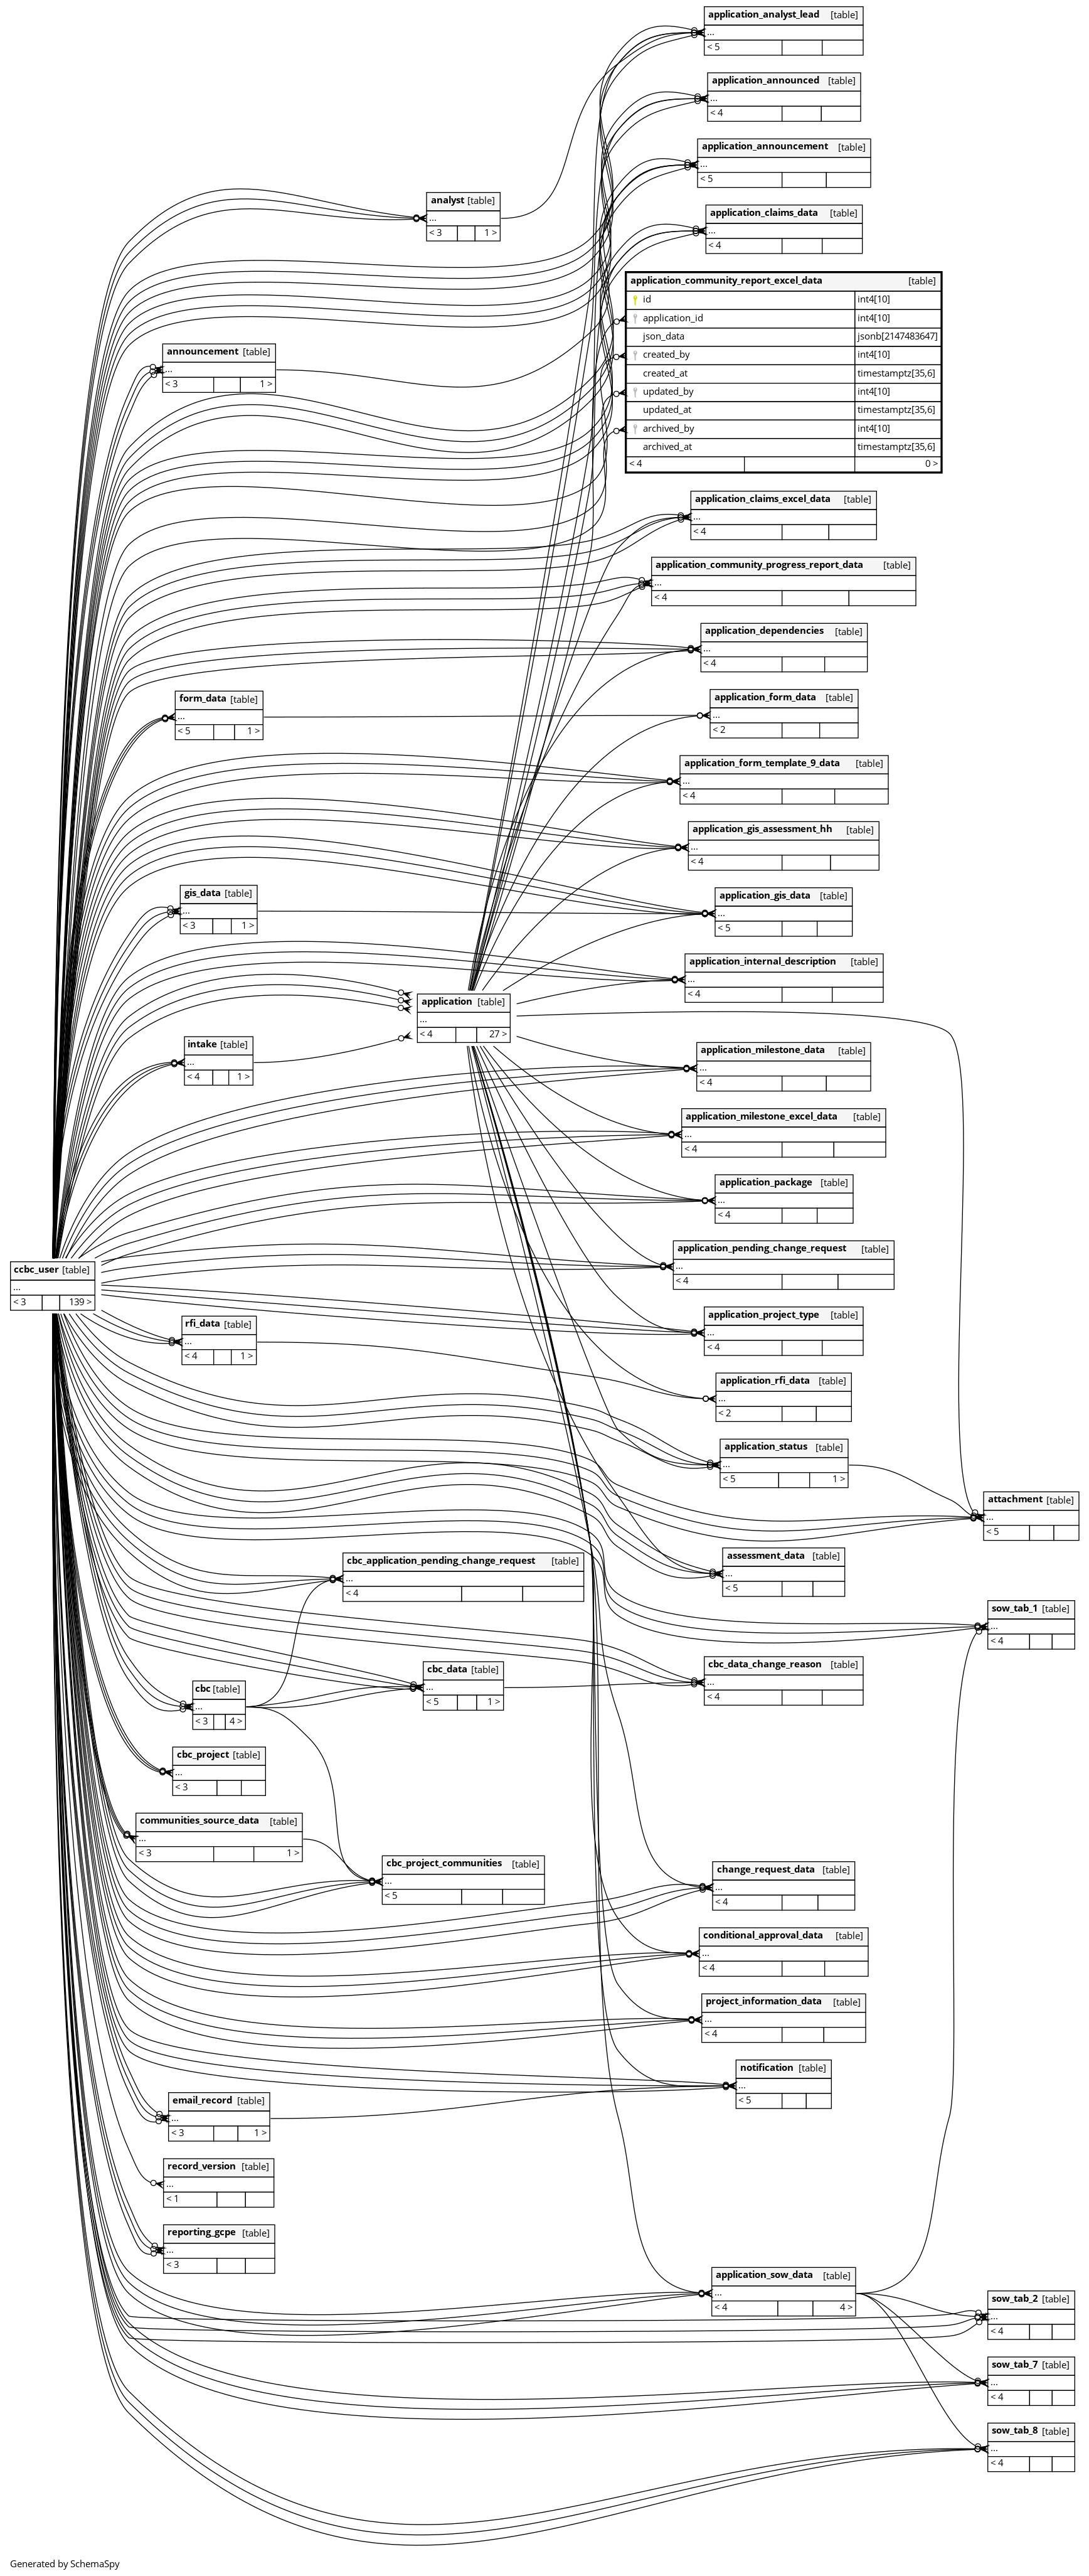 application_analyst_lead [table]
...
< 5
application_announced [table]
...
< 4
application_announcement [table]
...
< 5
analyst [table]
...
< 3 1 >
application_claims_data [table]
...
< 4
application_community_report_excel_data [table]
id int4[10]
application_id int4[10]
json_data jsonb[2147483647]
created_by int4[10]
created_at timestamptz[35,6]
updated_by int4[10]
updated_at timestamptz[35,6]
archived_by int4[10]
archived_at timestamptz[35,6]
< 4 0 >
announcement [table]
...
< 3 1 >
application_claims_excel_data [table]
...
< 4
application_community_progress_report_data [table]
...
< 4
application_dependencies [table]
...
< 4
form_data [table]
...
< 5 1 >
application_form_data [table]
...
< 2
application_form_template_9_data [table]
...
< 4
application_gis_assessment_hh [table]
...
< 4
gis_data [table]
...
< 3 1 >
application_gis_data [table]
...
< 5
application_internal_description [table]
...
< 4
application [table]
...
< 4 27 >
intake [table]
...
< 4 1 >
application_milestone_data [table]
...
< 4
application_milestone_excel_data [table]
...
< 4
application_package [table]
...
< 4
application_pending_change_request [table]
...
< 4
ccbc_user [table]
...
< 3 139 >
application_project_type [table]
...
< 4
rfi_data [table]
...
< 4 1 >
application_rfi_data [table]
...
< 2
application_status [table]
...
< 5 1 >
attachment [table]
...
< 5
assessment_data [table]
...
< 5
cbc_application_pending_change_request [table]
...
< 4
sow_tab_1 [table]
...
< 4
cbc_data_change_reason [table]
...
< 4
cbc_data [table]
...
< 5 1 >
cbc [table]
...
< 3 4 >
cbc_project [table]
...
< 3
communities_source_data [table]
...
< 3 1 >
cbc_project_communities [table]
...
< 5
change_request_data [table]
...
< 4
conditional_approval_data [table]
...
< 4
project_information_data [table]
...
< 4
notification [table]
...
< 5
email_record [table]
...
< 3 1 >
record_version [table]
...
< 1
reporting_gcpe [table]
...
< 3
application_sow_data [table]
...
< 4 4 >
sow_tab_2 [table]
...
< 4
sow_tab_7 [table]
...
< 4
sow_tab_8 [table]
...
< 4
Generated by SchemaSpy